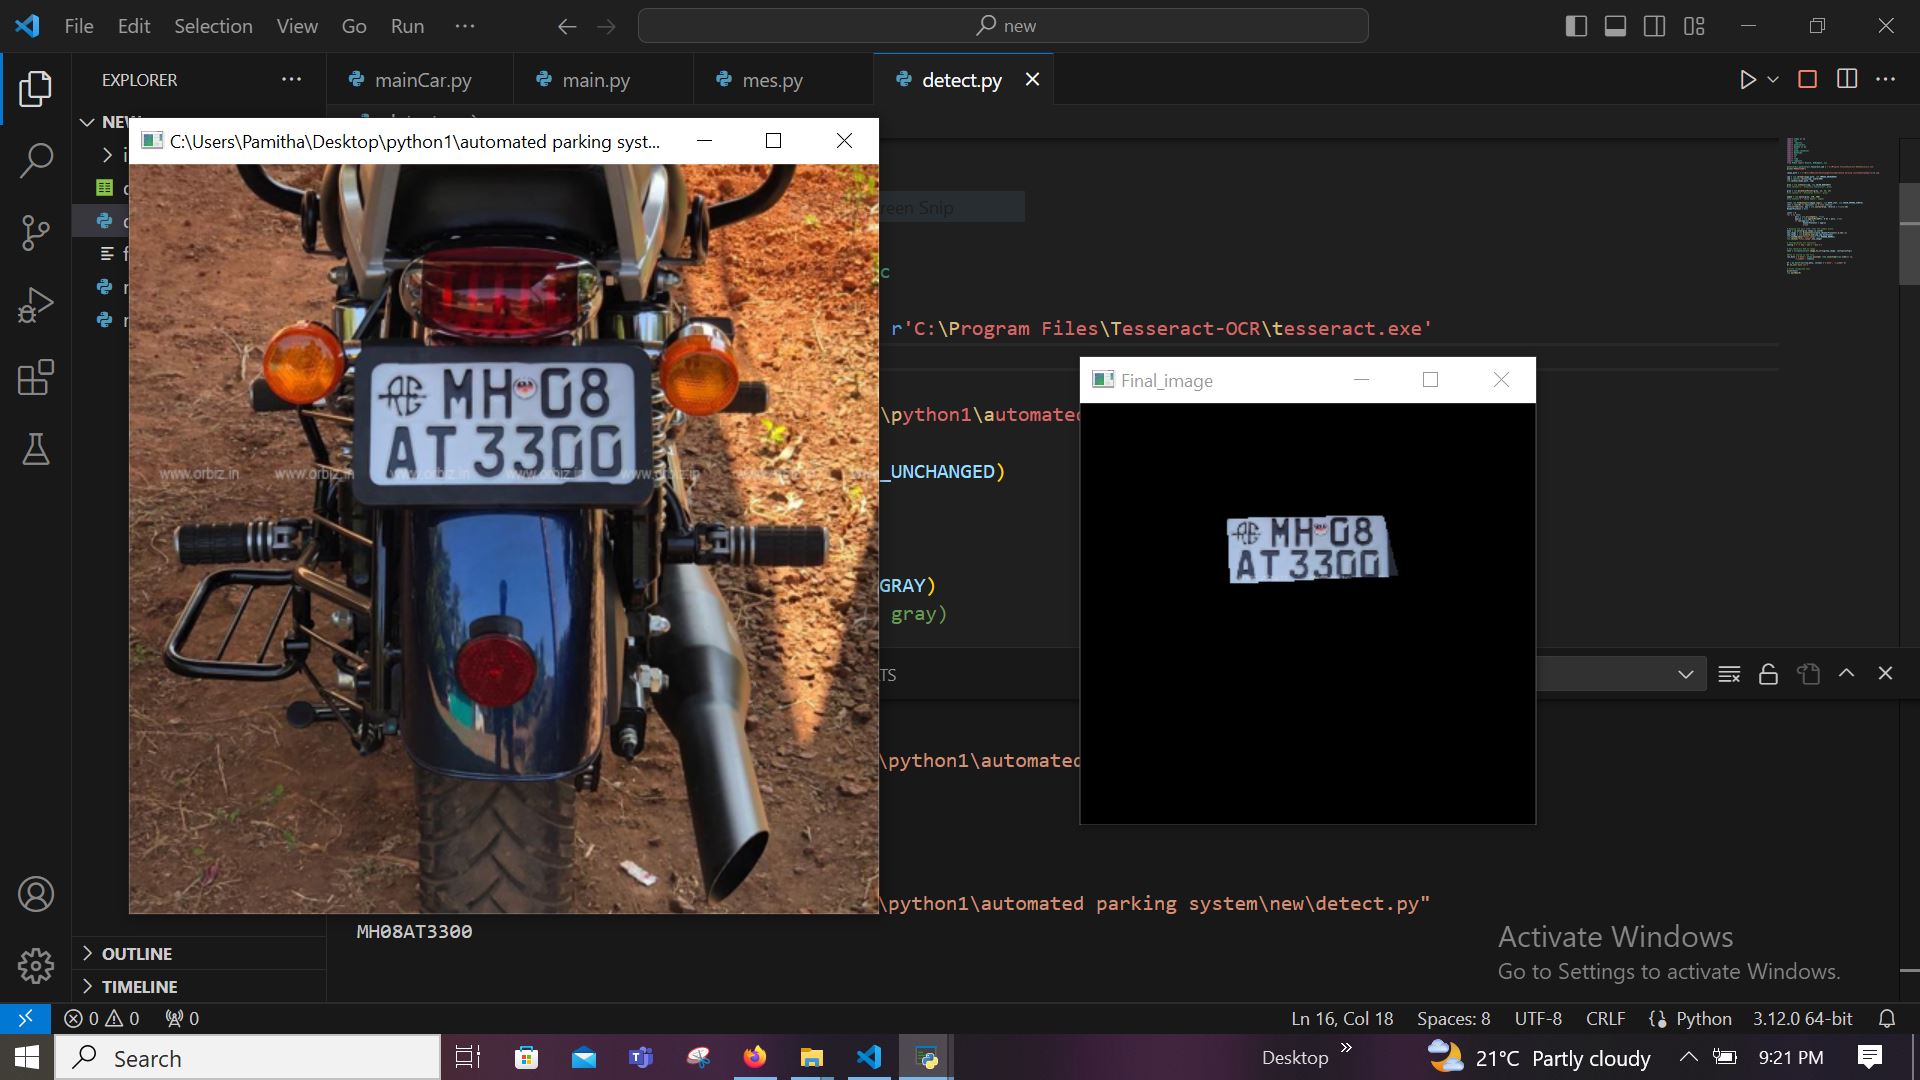 File Edit Selection View Go Run ···
new
EXPLORER ···
mainCar.py
main.py
mes.py
detect.py
C:\Users\Pamitha\Desktop\python1\automated parking syst...
MH 08
AT 3300
www.orbiz.in www.orbiz.in www.orbiz.in www.orbiz.in www.orbiz.in
reen Snip
c
r'C:\Program Files\Tesseract-OCR\tesseract.exe'
\python1\automated
_UNCHANGED)
GRAY)
gray)
Final_image
MH 08
AT 3300
TS
\python1\automated
\python1\automated parking system\new\detect.py"
MH08AT3300
OUTLINE
TIMELINE
Activate Windows
Go to Settings to activate Windows.
0 0 0
Ln 16, Col 18 Spaces: 8 UTF-8 CRLF Python 3.12.0 64-bit
Search
Desktop
21°C Partly cloudy
9:21 PM